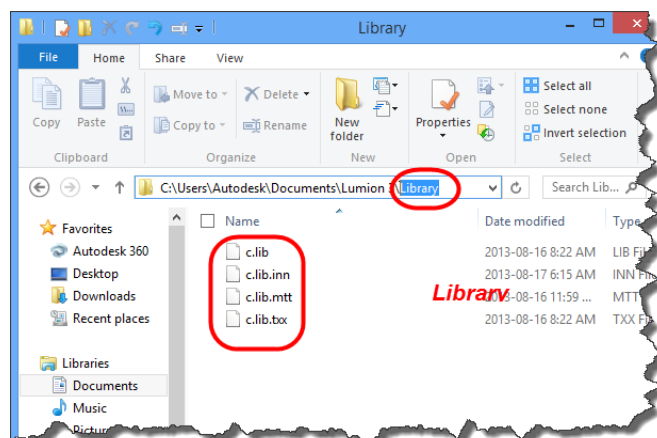 Library
File Home Share View
Copy Paste Move to Copy to Delete Rename New folder Properties Select all Select none Invert selection
Clipboard Organize New Open Select
C:\Users\Autodesk\Documents\Lumion \Library Search Lib...
Name Date modified Type
Favorites
Autodesk 360
Desktop
Downloads
Recent places
Libraries
Documents
Music
c.lib 2013-08-16 8:22 AM LIB
c.lib.inn 2013-08-17 6:15 AM INN
c.lib.mtt 2013-08-16 11:59 ... MTT
c.lib.txx 2013-08-16 8:22 AM TXX
Library